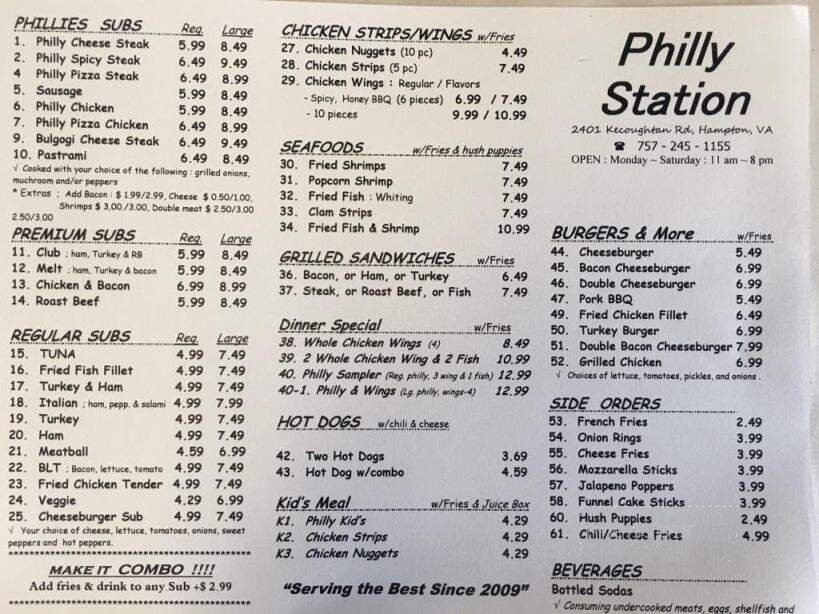 PHILLIES SUBS Reg. Large
1. Philly Cheese Steak 5.99 8.49
2. Philly Spicy Steak 6.49 9.49
4 Philly Pizza Steak 6.49 8.99
5. Sausage 5.99 8.49
6. Philly Chicken 5.99 8.49
7. Philly Pizza Chicken 6.49 8.99
9. Bulgogi Cheese Steak 6.49 9.49
10. Pastrami 6.49 8.49
√ Cooked with your choice of the following : grilled onions,
muchroom and/or peppers
* Extras ; Add Bacon : $ 1.99/2.99, Cheese $ 0.50/1.00,
Shrimps $ 3,00./3.00, Double meat $ 2.50/3.00
2.50/3.00
PREMIUM SUBS Reg. Large
11. Club ; ham, Turkey & RB 5.99 8.49
12. Melt ; ham, Turkey & bacon 5.99 8.49
13. Chicken & Bacon 6.99 8.99
14. Roast Beef 5.99 8.49
REGULAR SUBS Reg. Large
15. TUNA 4.99 7.49
16. Fried Fish Fillet 4.99 7.49
17. Turkey & Ham 4.99 7.49
18. Italian ; ham, pepp. & salami 4.99 7.99
19. Turkey 4.99 7.49
20. Ham 4.99 7.49
21. Meatball 4.59 6.99
22. BLT ; Bacon, lettuce, tomato 4.99 7.49
23. Fried Chicken Tender 4.99 7.49
24. Veggie 4.29 6.99
25. Cheeseburger Sub 4.99 7.49
√ Your choice of cheese, lettuce, tomatoes, onions, sweet
peppers and hot peppers.
MAKE IT COMBO !!!!
Add fries & drink to any Sub +$ 2.99
CHICKEN STRIPS/WINGS w/Fries
27. Chicken Nuggets (10 pc) 4.49
28. Chicken Strips (5 pc) 7.49
29. Chicken Wings : Regular / Flavors
- Spicy, Honey BBQ (6 pieces) 6.99 / 7.49
- 10 pieces 9.99 / 10.99
SEAFOODS w/Fries & hush puppies
30. Fried Shrimps 7.49
31. Popcorn Shrimp 7.49
32. Fried Fish : Whiting 7.49
33. Clam Strips 7.49
34. Fried Fish & Shrimp 10.99
GRILLED SANDWICHES w/Fries
36. Bacon, or Ham, or Turkey 6.49
37. Steak, or Roast Beef, or Fish 7.49
Dinner Special w/Fries
38. Whole Chicken Wings (4) 8.49
39. 2 Whole Chicken Wing & 2 Fish 10.99
40. Philly Sampler (Reg. philly, 3 wing & 1 fish) 12.99
40-1. Philly & Wings (Lg. philly, wings-4) 12.99
HOT DOGS w/chili & cheese
42. Two Hot Dogs 3.69
43. Hot Dog w/combo 4.59
Kid's Meal w/Fries & Juice Box
K1. Philly Kid's 4.29
K2. Chicken Strips 4.29
K3. Chicken Nuggets 4.29
"Serving the Best Since 2009"
Philly
Station
2401 Kecoughtan Rd, Hampton, VA
☎ 757 - 245 - 1155
OPEN : Monday ~ Saturday : 11 am ~ 8 pm
BURGERS & More w/Fries
44. Cheeseburger 5.49
45. Bacon Cheeseburger 6.99
46. Double Cheeseburger 6.99
47. Pork BBQ 5.49
49. Fried Chicken Fillet 6.49
50. Turkey Burger 6.99
51. Double Bacon Cheeseburger 7.99
52. Grilled Chicken 6.99
√ Choices of lettuce, tomatoes, pickles, and onions .
SIDE ORDERS
53. French Fries 2.49
54. Onion Rings 3.99
55. Cheese Fries 3.99
56. Mozzarella Sticks 3.99
57. Jalapeno Poppers 3.99
58. Funnel Cake Sticks 3.99
60. Hush Puppies 2.49
61. Chili/Cheese Fries 4.99
BEVERAGES
Bottled Sodas
√ Consuming undercooked meats, eggs, shellfish and